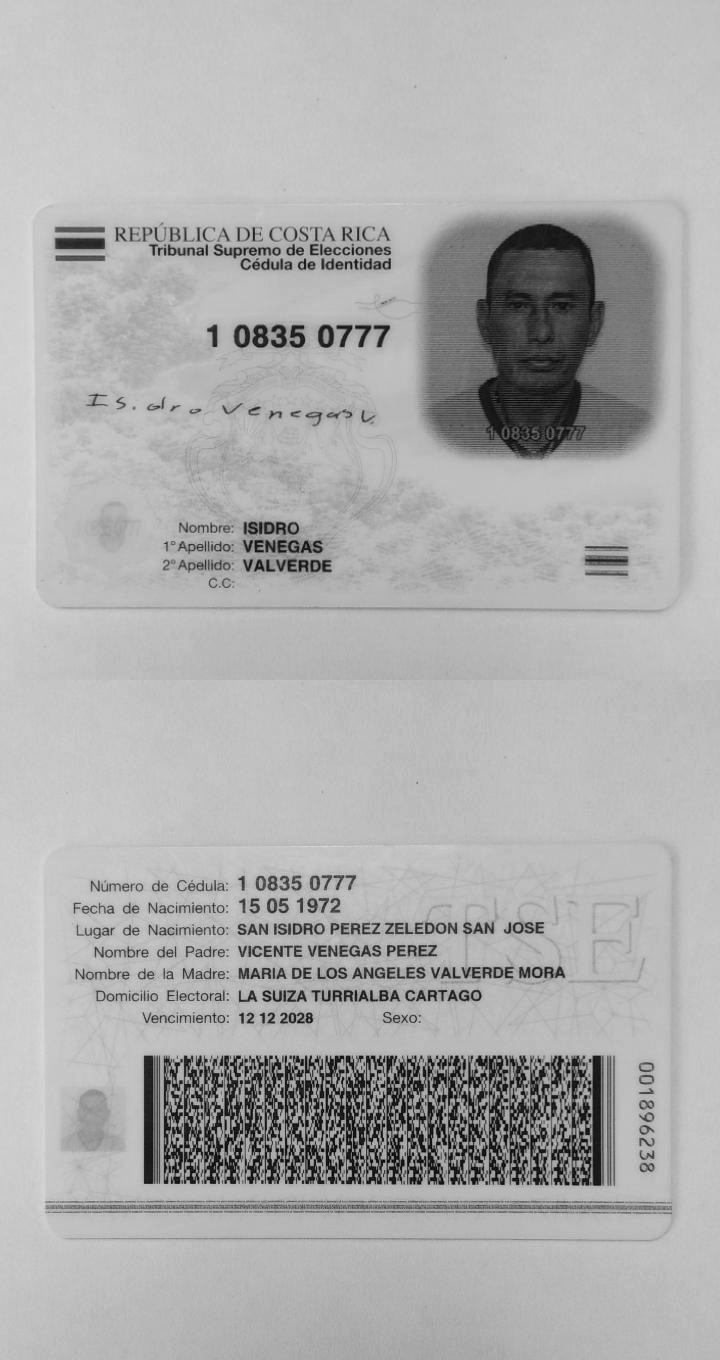 REPÚBLICA DE COSTA RICA
Tribunal Supremo de Elecciones
Cédula de Identidad
1 0835 0777
Isidro Venegas V.
1 0835 0777
Nombre: ISIDRO
1° Apellido: VENEGAS
2° Apellido: VALVERDE
C.C:
TSE
Número de Cédula: 1 0835 0777
Fecha de Nacimiento: 15 05 1972
Lugar de Nacimiento: SAN ISIDRO PEREZ ZELEDON SAN JOSE
Nombre del Padre: VICENTE VENEGAS PEREZ
Nombre de la Madre: MARIA DE LOS ANGELES VALVERDE MORA
Domicilio Electoral: LA SUIZA TURRIALBA CARTAGO
Vencimiento: 12 12 2028 Sexo:
001896238